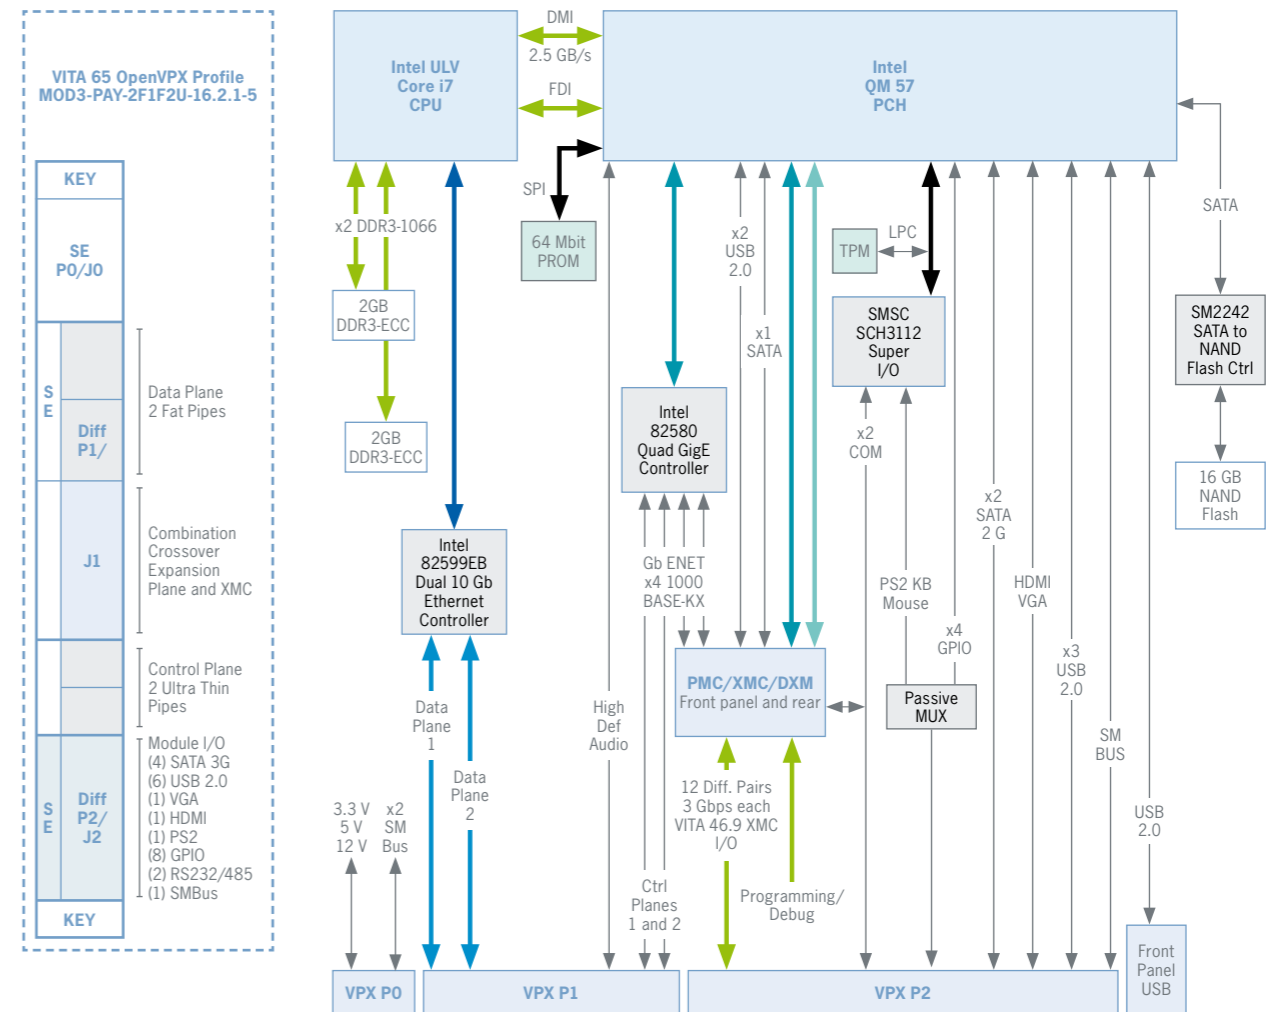 VITA 65 OpenVPX Profile
MOD3-PAY-2F1F2U-16.2.1-5
KEY
SE
P0/J0
S
E
Diff
P1/
J1
Diff
P2/
J2
S
E
KEY
Data Plane
2 Fat Pipes
Combination
Crossover
Expansion
Plane and XMC
Control Plane
2 Ultra Thin
Pipes
Module I/O
(4) SATA 3G
(6) USB 2.0
(1) VGA
(1) HDMI
(1) PS2
(8) GPIO
(2) RS232/485
(1) SMBus
Intel ULV
Core i7
CPU
DMI
2.5 GB/s
FDI
Intel
QM 57
PCH
SPI
64 Mbit
PROM
x2 DDR3-1066
2GB
DDR3-ECC
2GB
DDR3-ECC
x2
USB
2.0
x1
SATA
TPM
LPC
SMSC
SCH3112
Super
I/O
SATA
SM2242
SATA to
NAND
Flash Ctrl
16 GB
NAND
Flash
Intel
82580
Quad GigE
Controller
x2
COM
Intel
82599EB
Dual 10 Gb
Ethernet
Controller
Gb ENET
x4 1000
BASE-KX
PS2 KB
Mouse
x4
GPIO
x2
SATA
2 G
HDMI
VGA
x3
USB
2.0
SM
BUS
USB
2.0
PMC/XMC/DXM
Front panel and rear
Passive
MUX
Data
Plane
1
Data
Plane
2
High
Def
Audio
12 Diff. Pairs
3 Gbps each
VITA 46.9 XMC
I/O
3.3 V
5 V
12 V
x2
SM
Bus
Ctrl
Planes
1 and 2
Programming/
Debug
VPX P0
VPX P1
VPX P2
Front
Panel
USB